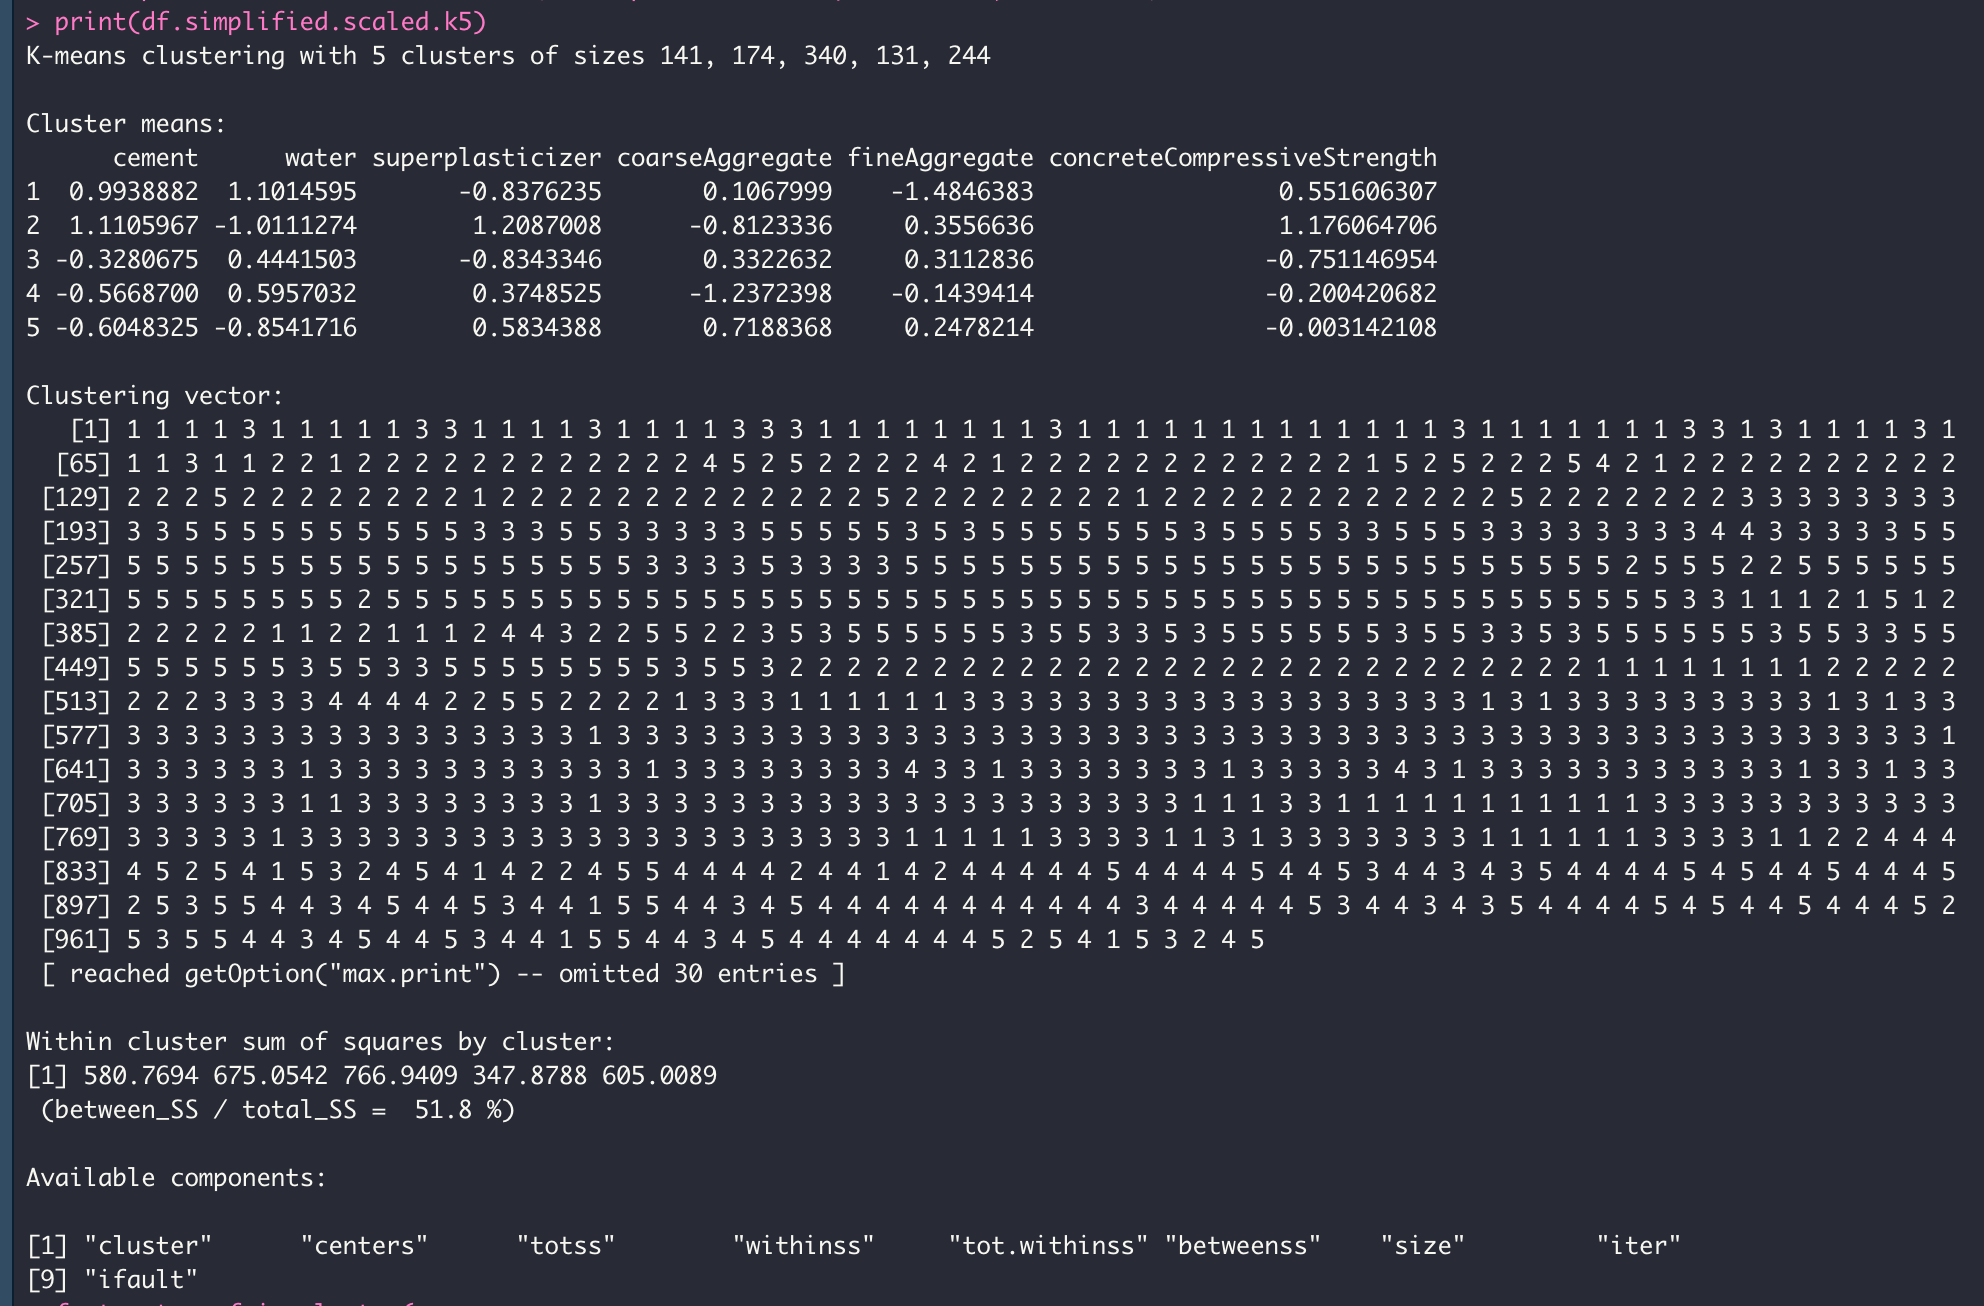 > print(df.simplified.scaled.k5)
K-means clustering with 5 clusters of sizes 141, 174, 340, 131, 244
Cluster means:
cement water superplasticizer coarseAggregate fineAggregate concreteCompressiveStrength
1 0.9938882 1.1014595 -0.8376235 0.1067999 -1.4846383 0.551606307
2 1.1105967 -1.0111274 1.2087008 -0.8123336 0.3556636 1.176064706
3 -0.3280675 0.4441503 -0.8343346 0.3322632 0.3112836 -0.751146954
4 -0.5668700 0.5957032 0.3748525 -1.2372398 -0.1439414 -0.200420682
5 -0.6048325 -0.8541716 0.5834388 0.7188368 0.2478214 -0.003142108
Clustering vector:
[1] 1 1 1 1 3 1 1 1 1 1 3 3 1 1 1 1 3 1 1 1 1 3 3 3 1 1 1 1 1 1 1 1 3 1 1 1 1 1 1 1 1 1 1 1 1 1 3 1 1 1 1 1 1 1 3 3 1 3 1 1 1 1 3 1
[65] 1 1 3 1 1 2 2 1 2 2 2 2 2 2 2 2 2 2 2 2 4 5 2 5 2 2 2 2 4 2 1 2 2 2 2 2 2 2 2 2 2 2 2 1 5 2 5 2 2 2 5 4 2 1 2 2 2 2 2 2 2 2 2 2
[129] 2 2 2 5 2 2 2 2 2 2 2 2 1 2 2 2 2 2 2 2 2 2 2 2 2 2 5 2 2 2 2 2 2 2 2 1 2 2 2 2 2 2 2 2 2 2 2 2 5 2 2 2 2 2 2 2 3 3 3 3 3 3 3 3
[193] 3 3 5 5 5 5 5 5 5 5 5 5 3 3 3 5 5 3 3 3 3 3 5 5 5 5 5 3 5 3 5 5 5 5 5 5 5 3 5 5 5 5 3 3 5 5 5 3 3 3 3 3 3 3 3 4 4 3 3 3 3 3 5 5
[257] 5 5 5 5 5 5 5 5 5 5 5 5 5 5 5 5 5 5 3 3 3 3 5 3 3 3 3 5 5 5 5 5 5 5 5 5 5 5 5 5 5 5 5 5 5 5 5 5 5 5 5 5 2 5 5 5 2 2 5 5 5 5 5 5
[321] 5 5 5 5 5 5 5 5 2 5 5 5 5 5 5 5 5 5 5 5 5 5 5 5 5 5 5 5 5 5 5 5 5 5 5 5 5 5 5 5 5 5 5 5 5 5 5 5 5 5 5 5 5 5 3 3 1 1 1 2 1 5 1 2
[385] 2 2 2 2 2 1 1 2 2 1 1 1 2 4 4 3 2 2 5 5 2 2 3 5 3 5 5 5 5 5 5 3 5 5 3 3 5 3 5 5 5 5 5 5 3 5 5 3 3 5 3 5 5 5 5 5 5 3 5 5 3 3 5 5
[449] 5 5 5 5 5 5 3 5 5 3 3 5 5 5 5 5 5 5 5 3 5 5 3 2 2 2 2 2 2 2 2 2 2 2 2 2 2 2 2 2 2 2 2 2 2 2 2 2 2 2 2 2 1 1 1 1 1 1 1 1 2 2 2 2 2
[513] 2 2 2 3 3 3 3 4 4 4 4 2 2 5 5 2 2 2 2 1 3 3 3 1 1 1 1 1 1 3 3 3 3 3 3 3 3 3 3 3 3 3 3 3 3 3 3 1 3 1 3 3 3 3 3 3 3 3 3 1 3 1 3 3
[577] 3 3 3 3 3 3 3 3 3 3 3 3 3 3 3 3 1 3 3 3 3 3 3 3 3 3 3 3 3 3 3 3 3 3 3 3 3 3 3 3 3 3 3 3 3 3 3 3 3 3 3 3 3 3 3 3 3 3 3 3 3 3 3 1
[641] 3 3 3 3 3 3 1 3 3 3 3 3 3 3 3 3 3 3 1 3 3 3 3 3 3 3 3 4 3 3 1 3 3 3 3 3 3 3 1 3 3 3 3 3 4 3 1 3 3 3 3 3 3 3 3 3 3 3 1 3 3 1 3 3
[705] 3 3 3 3 3 3 1 1 3 3 3 3 3 3 3 3 1 3 3 3 3 3 3 3 3 3 3 3 3 3 3 3 3 3 3 3 3 1 1 1 3 3 1 1 1 1 1 1 1 1 1 1 1 3 3 3 3 3 3 3 3 3 3 3
[769] 3 3 3 3 3 1 3 3 3 3 3 3 3 3 3 3 3 3 3 3 3 3 3 3 3 3 3 1 1 1 1 1 3 3 3 3 1 1 3 1 3 3 3 3 3 3 3 1 1 1 1 1 1 3 3 3 3 1 1 2 2 4 4 4
[833] 4 5 2 5 4 1 5 3 2 4 5 4 1 4 2 2 4 5 5 4 4 4 4 2 4 4 1 4 2 4 4 4 4 4 5 4 4 4 4 5 4 4 5 3 4 4 3 4 3 5 4 4 4 4 5 4 5 4 4 5 4 4 4 5
[897] 2 5 3 5 5 4 4 3 4 5 4 4 5 3 4 4 1 5 5 4 4 3 4 5 4 4 4 4 4 4 4 4 4 4 4 3 4 4 4 4 4 5 3 4 4 3 4 3 5 4 4 4 4 5 4 5 4 4 5 4 4 4 5 2
[961] 5 3 5 5 4 4 3 4 5 4 4 5 3 4 4 1 5 5 4 4 3 4 5 4 4 4 4 4 4 4 5 2 5 4 1 5 3 2 4 5
[ reached getOption("max.print") -- omitted 30 entries ]
Within cluster sum of squares by cluster:
[1] 580.7694 675.0542 766.9409 347.8788 605.0089
(between_SS / total_SS = 51.8 %)
Available components:
[1] "cluster" "centers" "totss" "withinss" "tot.withinss" "betweenss" "size" "iter"
[9] "ifault"